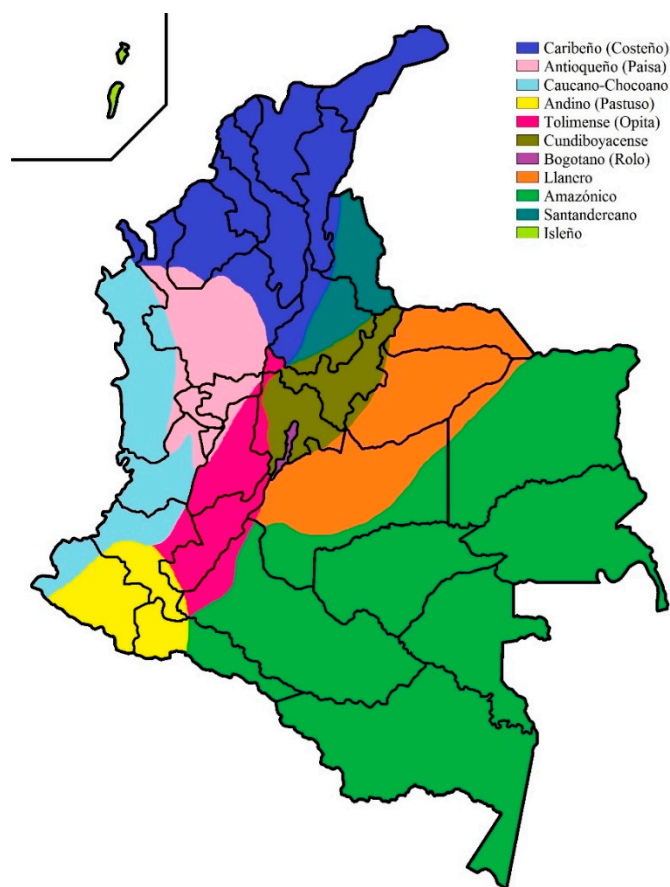 Caribeño (Costeño)
Antioqueño (Paisa)
Caucano-Chocoano
Andino (Pastuso)
Tolimense (Opita)
Cundiboyacense
Bogotano (Rolo)
Llanero
Amazónico
Santandereano
Isleño